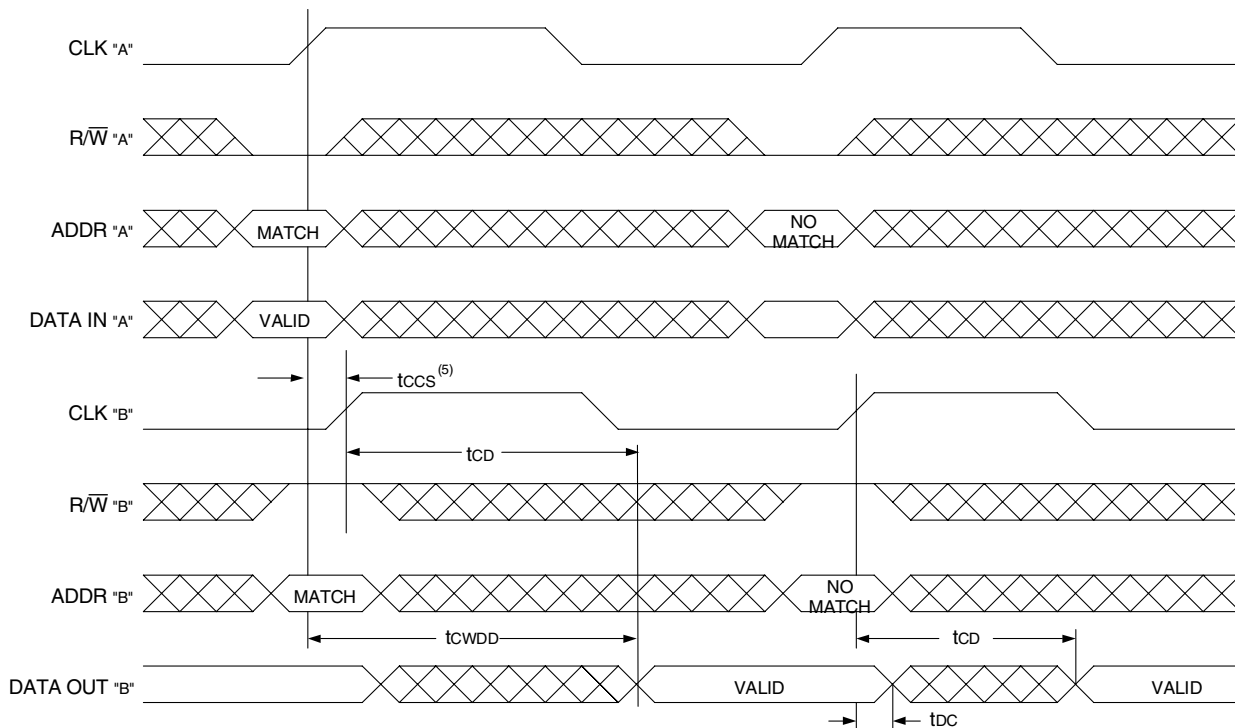 CLK "A"
R/W̅ "A"
ADDR "A"
MATCH
NO
MATCH
DATA IN "A"
VALID
tCCS(5)
CLK "B"
tCD
R/W̅ "B"
ADDR "B"
MATCH
NO
MATCH
tCWDD
tCD
DATA OUT "B"
VALID
VALID
tDC